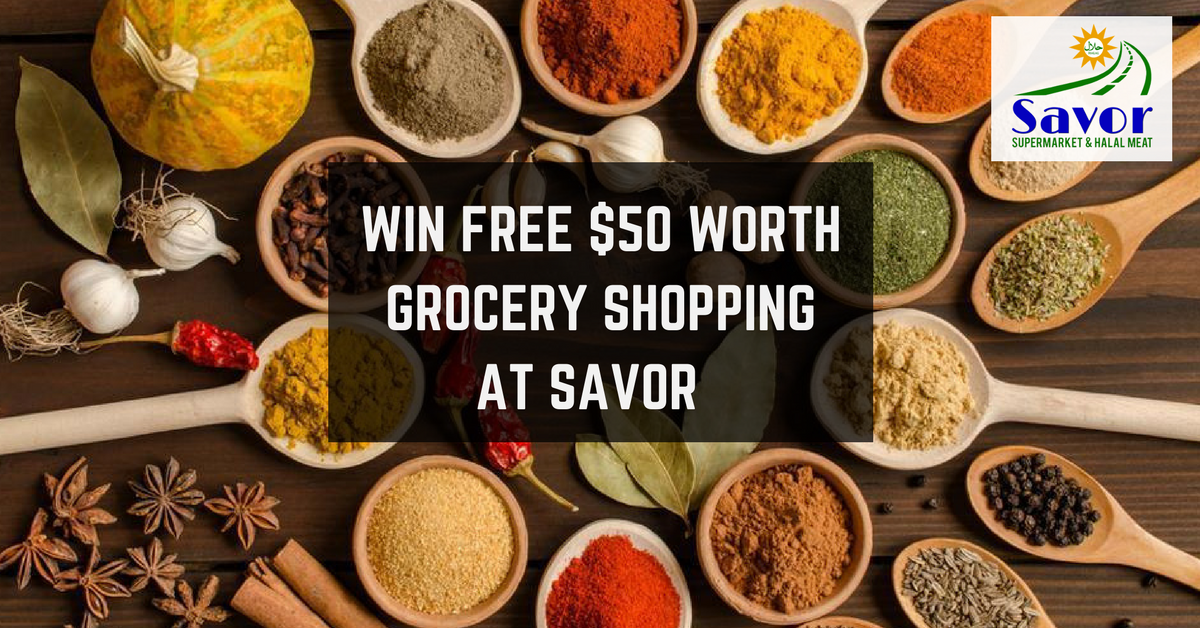 حلال
Savor
SUPERMARKET & HALAL MEAT
WIN FREE $50 WORTH
GROCERY SHOPPING
AT SAVOR